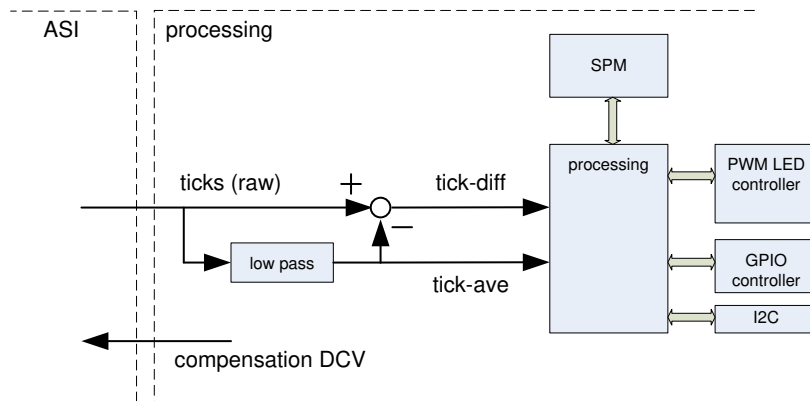 ASI
processing
SPM
processing
PWM LED
controller
ticks (raw)
+
tick-diff
−
low pass
tick-ave
GPIO
controller
I2C
compensation DCV